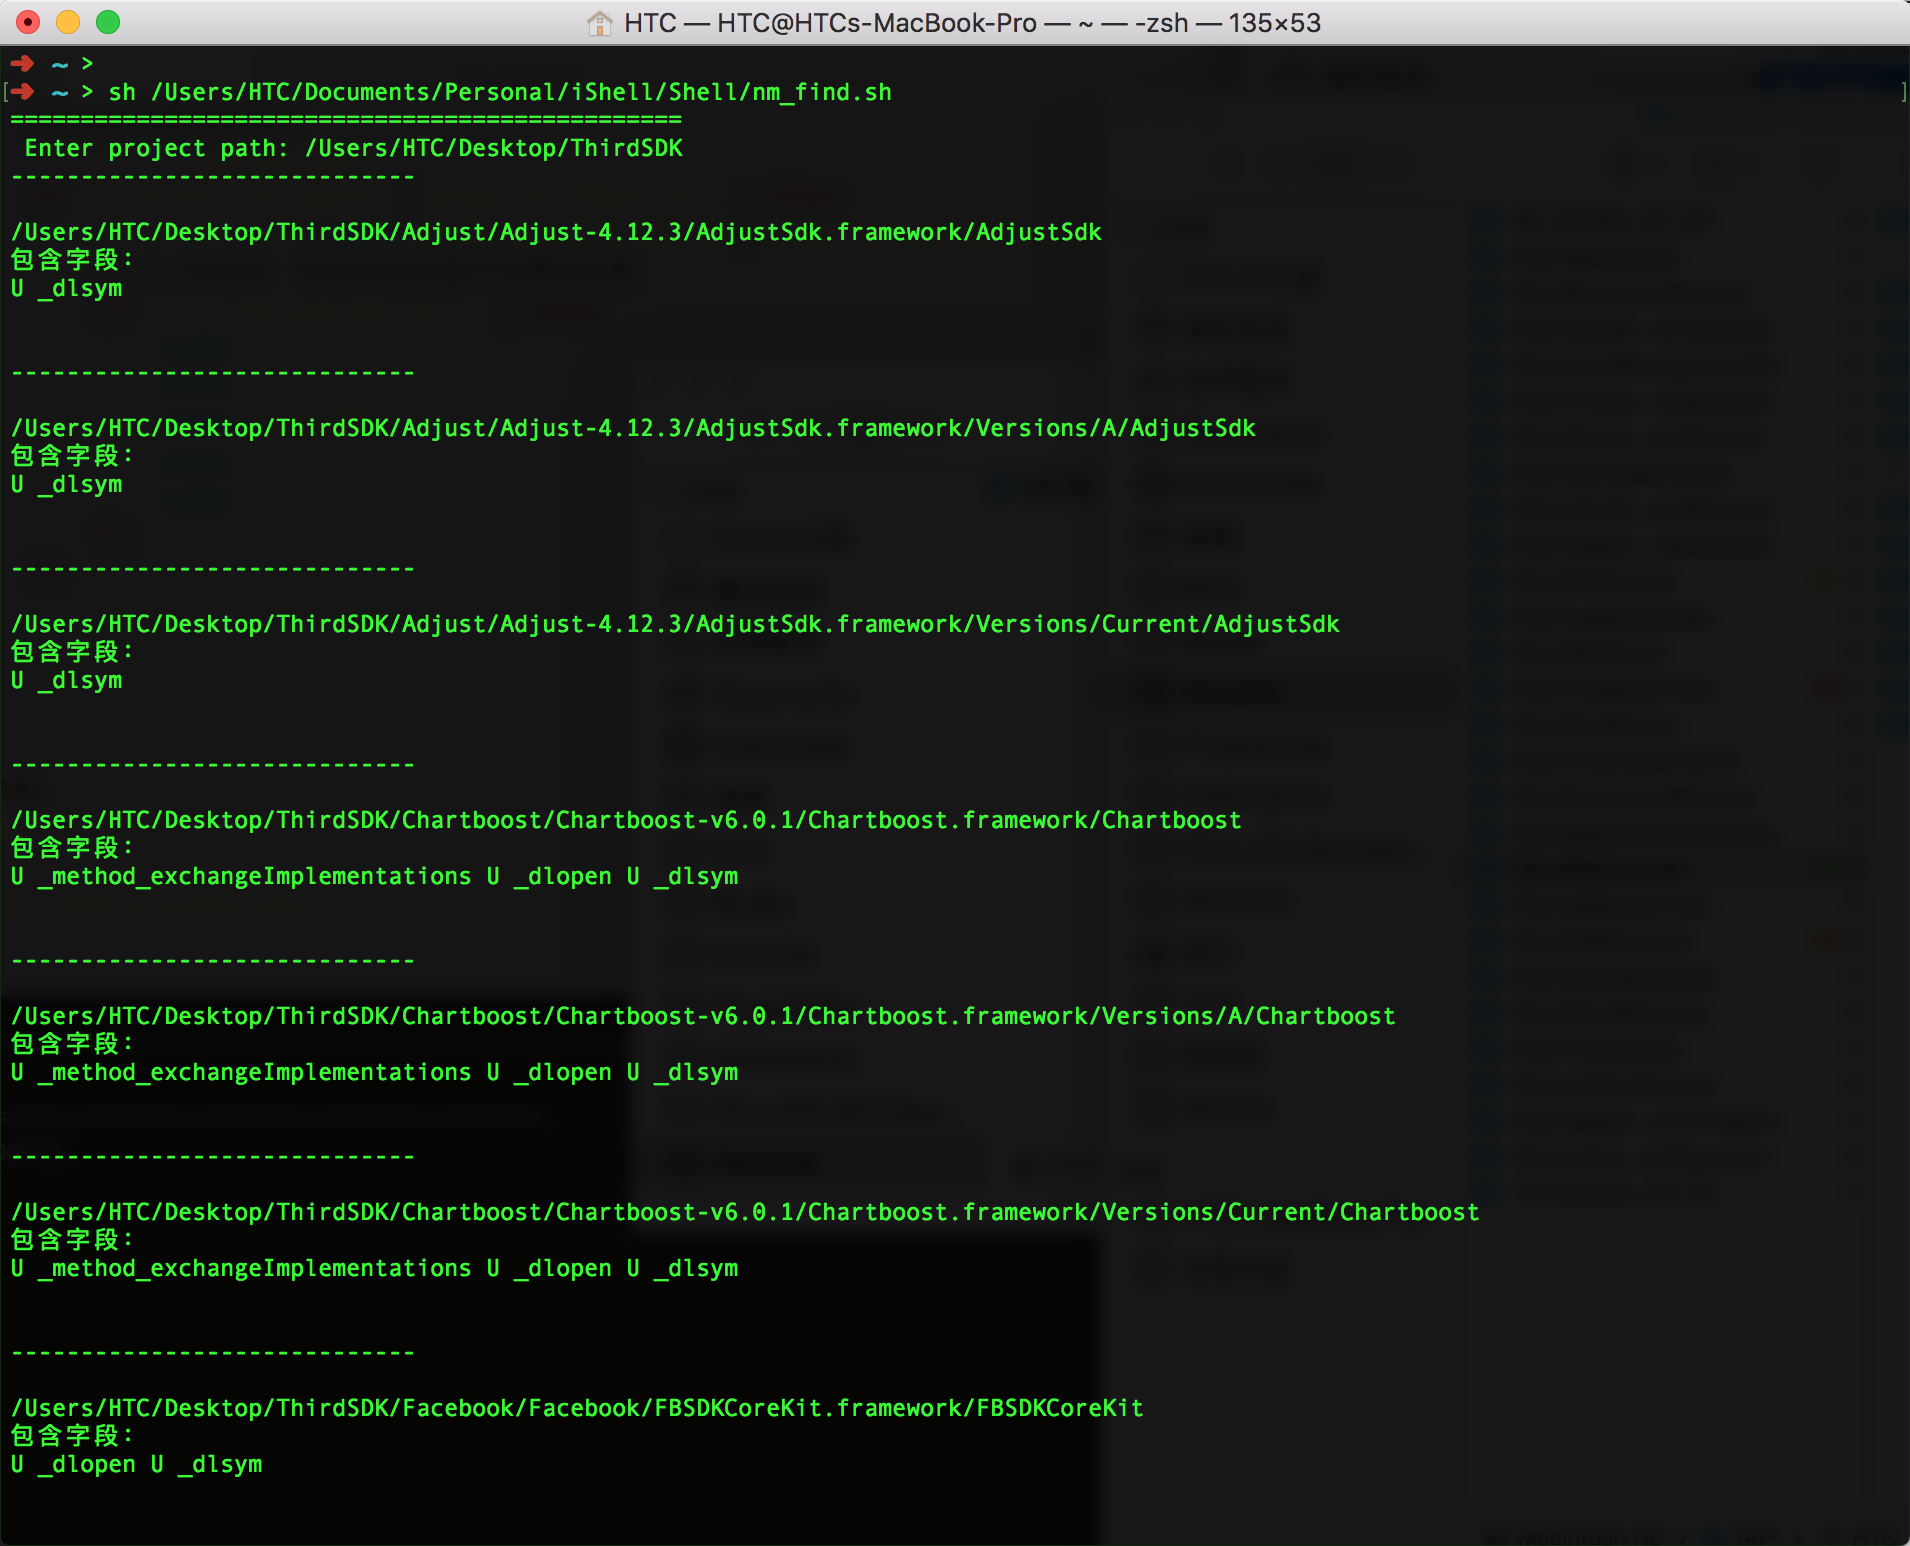 HTC — HTC@HTCs-MacBook-Pro — ~ — -zsh — 135×53
➜ ~ >
[➜ ~ > sh /Users/HTC/Documents/Personal/iShell/Shell/nm_find.sh ]
================================================
Enter project path: /Users/HTC/Desktop/ThirdSDK
-----------------------------
/Users/HTC/Desktop/ThirdSDK/Adjust/Adjust-4.12.3/AdjustSdk.framework/AdjustSdk
包含字段：
U _dlsym
-----------------------------
/Users/HTC/Desktop/ThirdSDK/Adjust/Adjust-4.12.3/AdjustSdk.framework/Versions/A/AdjustSdk
包含字段：
U _dlsym
-----------------------------
/Users/HTC/Desktop/ThirdSDK/Adjust/Adjust-4.12.3/AdjustSdk.framework/Versions/Current/AdjustSdk
包含字段：
U _dlsym
-----------------------------
/Users/HTC/Desktop/ThirdSDK/Chartboost/Chartboost-v6.0.1/Chartboost.framework/Chartboost
包含字段：
U _method_exchangeImplementations U _dlopen U _dlsym
-----------------------------
/Users/HTC/Desktop/ThirdSDK/Chartboost/Chartboost-v6.0.1/Chartboost.framework/Versions/A/Chartboost
包含字段：
U _method_exchangeImplementations U _dlopen U _dlsym
-----------------------------
/Users/HTC/Desktop/ThirdSDK/Chartboost/Chartboost-v6.0.1/Chartboost.framework/Versions/Current/Chartboost
包含字段：
U _method_exchangeImplementations U _dlopen U _dlsym
-----------------------------
/Users/HTC/Desktop/ThirdSDK/Facebook/Facebook/FBSDKCoreKit.framework/FBSDKCoreKit
包含字段：
U _dlopen U _dlsym